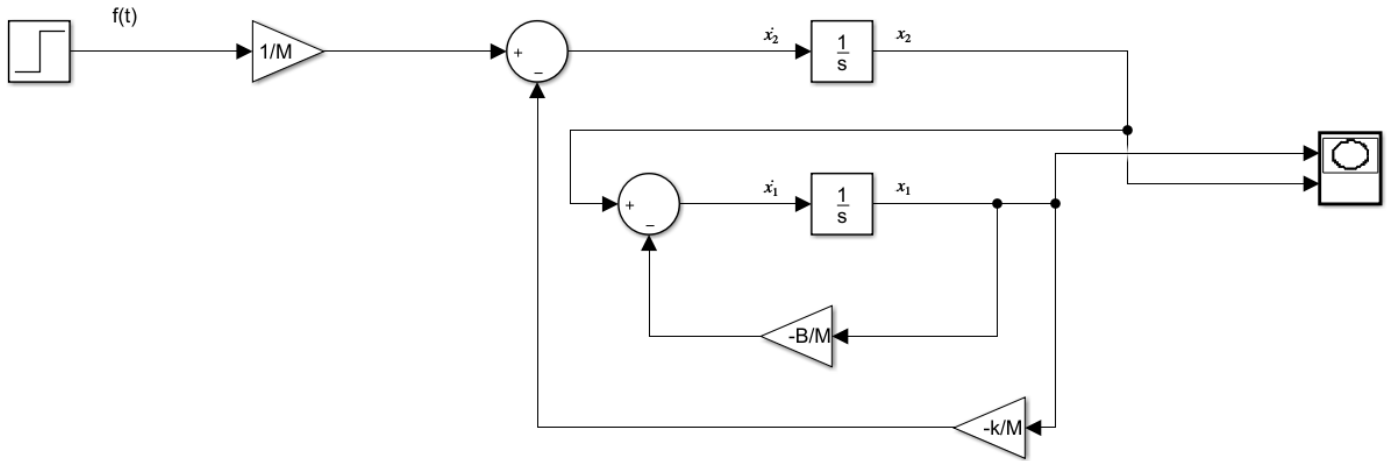 f(t)
1/M
+
−
ẋ₂
1
s
x₂
+
−
ẋ₁
1
s
x₁
-B/M
-k/M